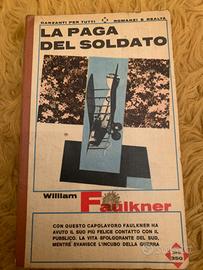 GARZANTI PER TUTTI ROMANZI E REALTÀ
LA PAGA
DEL SOLDATO
William
Faulkner
CON QUESTO CAPOLAVORO FAULKNER HA
AVUTO IL SUO PIÙ FELICE CONTATTO CON IL
PUBBLICO. LA VITA SFOLGORANTE DEL SUD,
MENTRE SVANISCE L'INCUBO DELLA GUERRA
350